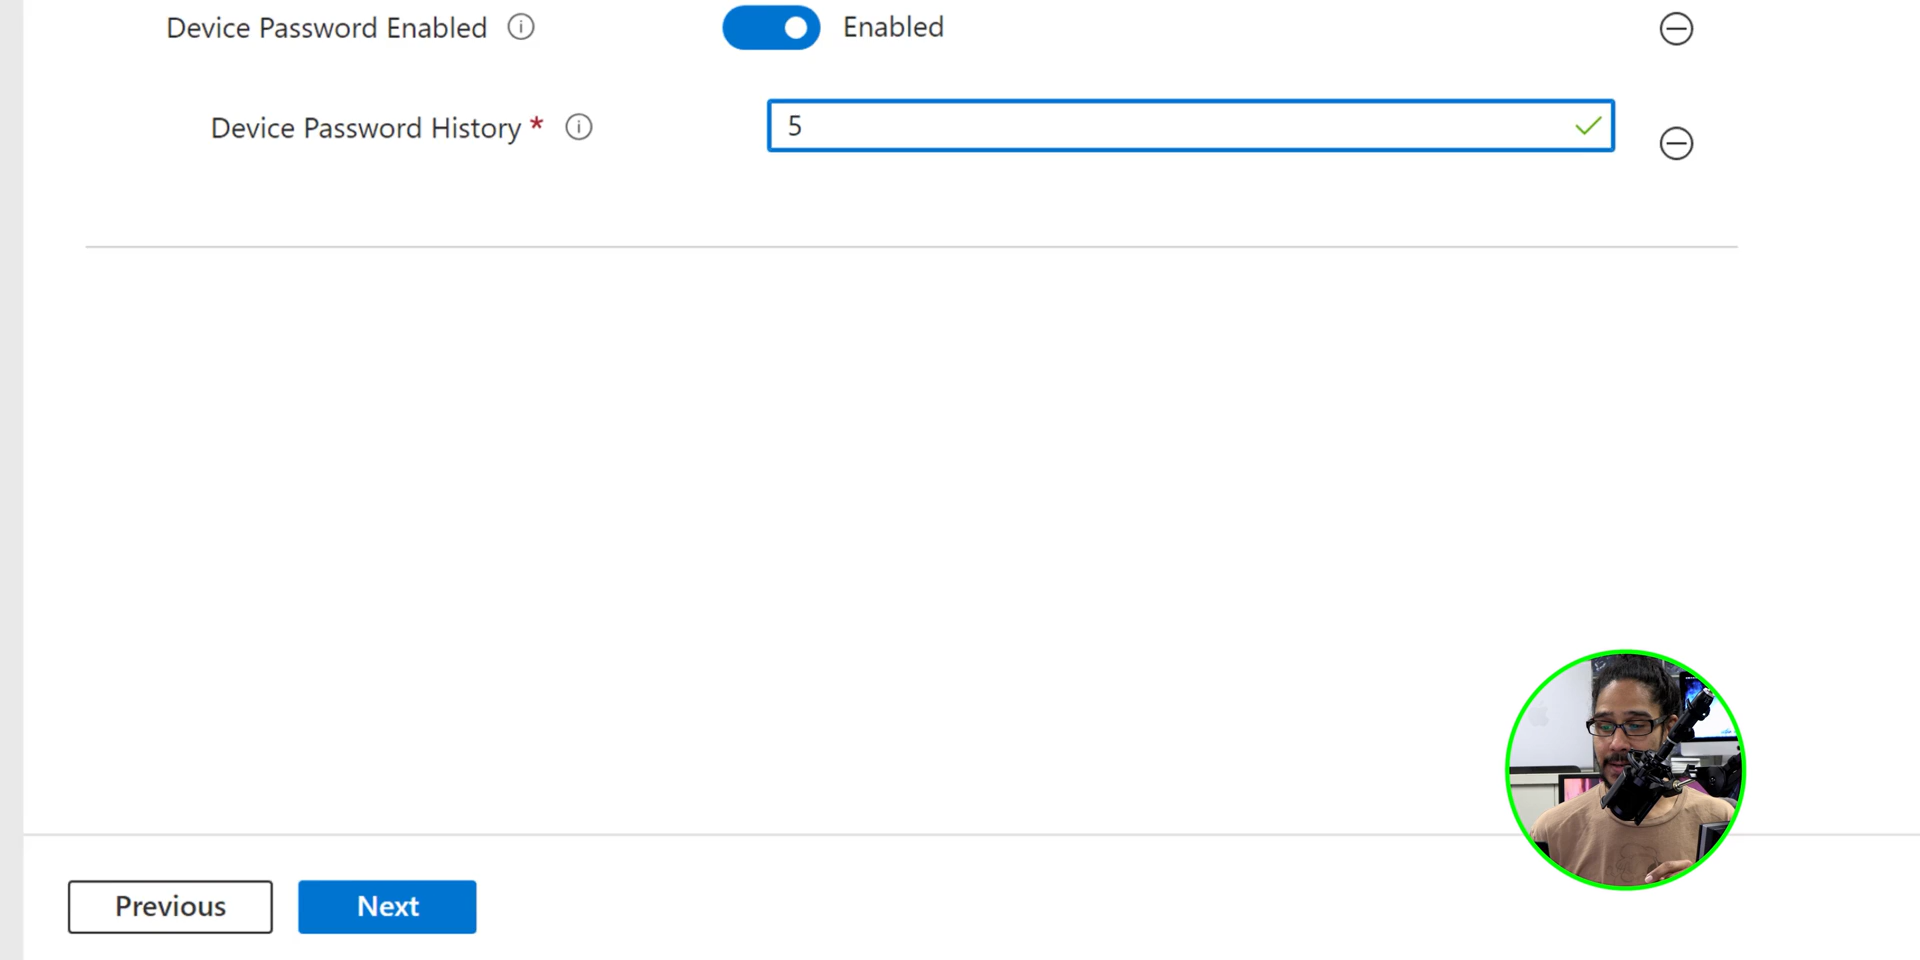 Device Password Enabled
Enabled
Device Password History *
5
Previous
Next